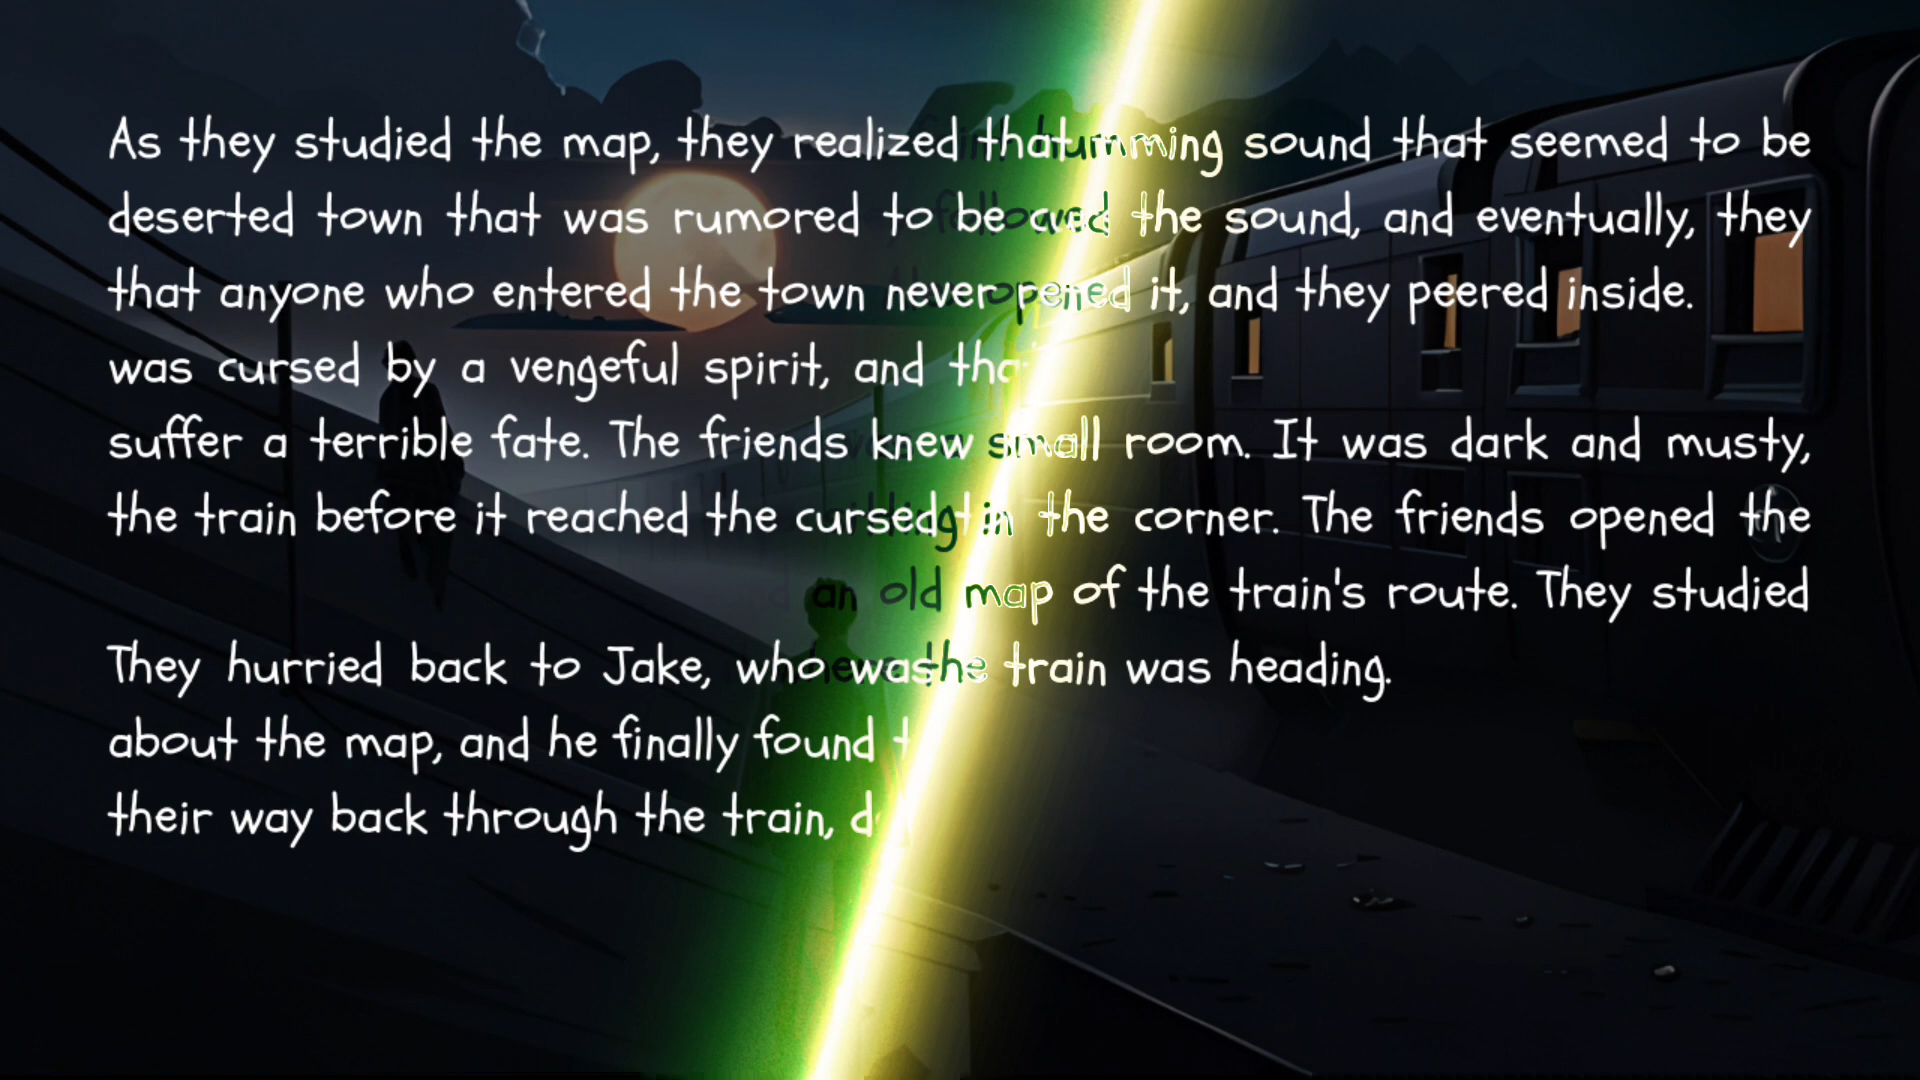 As they studied the map, they realized that humming sound that seemed to be
deserted town that was rumored to be followed the sound, and eventually, they
that anyone who entered the town never opened it, and they peered inside.
was cursed by a vengeful spirit, and
suffer a terrible fate. The friends knew small room. It was dark and musty,
the train before it reached the cursed in the corner. The friends opened the
an old map of the train's route. They studied
They hurried back to Jake, who was the train was heading.
about the map, and he finally found
their way back through the train,